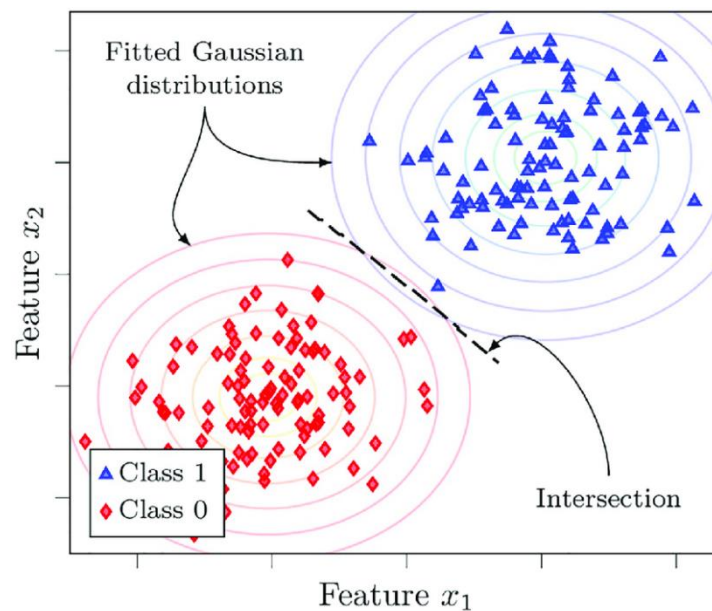 Fitted Gaussian
distributions
Feature x₂
Class 1
Class 0
Intersection
Feature x₁